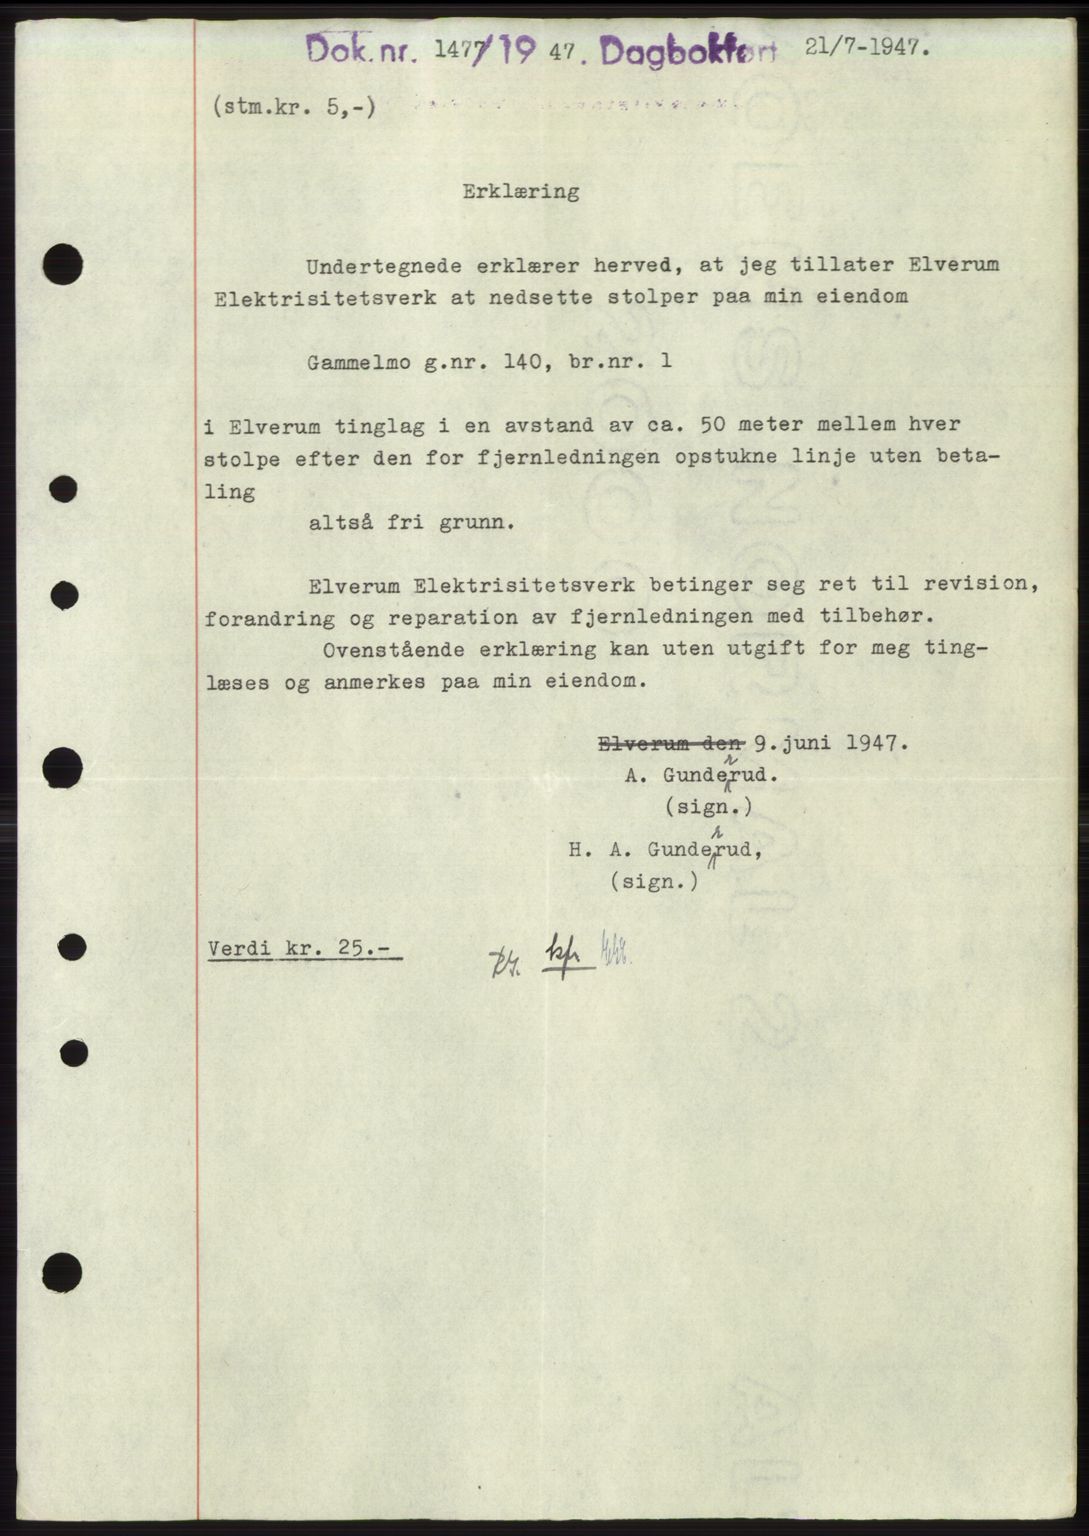 Dok.nr. 1477/19 47. Dagbokført 21/7-1947.
(stm.kr. 5,-)
Erklæring
Undertegnede erklærer herved, at jeg tillater Elverum
Elektrisitetsverk at nedsette stolper paa min eiendom
Gammelmo g.nr. 140, br.nr. 1
i Elverum tinglag i en avstand av ca. 50 meter mellem hver
stolpe efter den for fjernledningen opstukne linje uten beta-
ling
altså fri grunn.
Elverum Elektrisitetsverk betinger seg ret til revision,
forandring og reparation av fjernledningen med tilbehør.
Ovenstående erklæring kan uten utgift for meg ting-
læses og anmerkes paa min eiendom.
Elverum den 9.juni 1947.
A. Gunderrud.
(sign.)
H. A. Gunderrud,
(sign.)
Verdi kr. 25.-